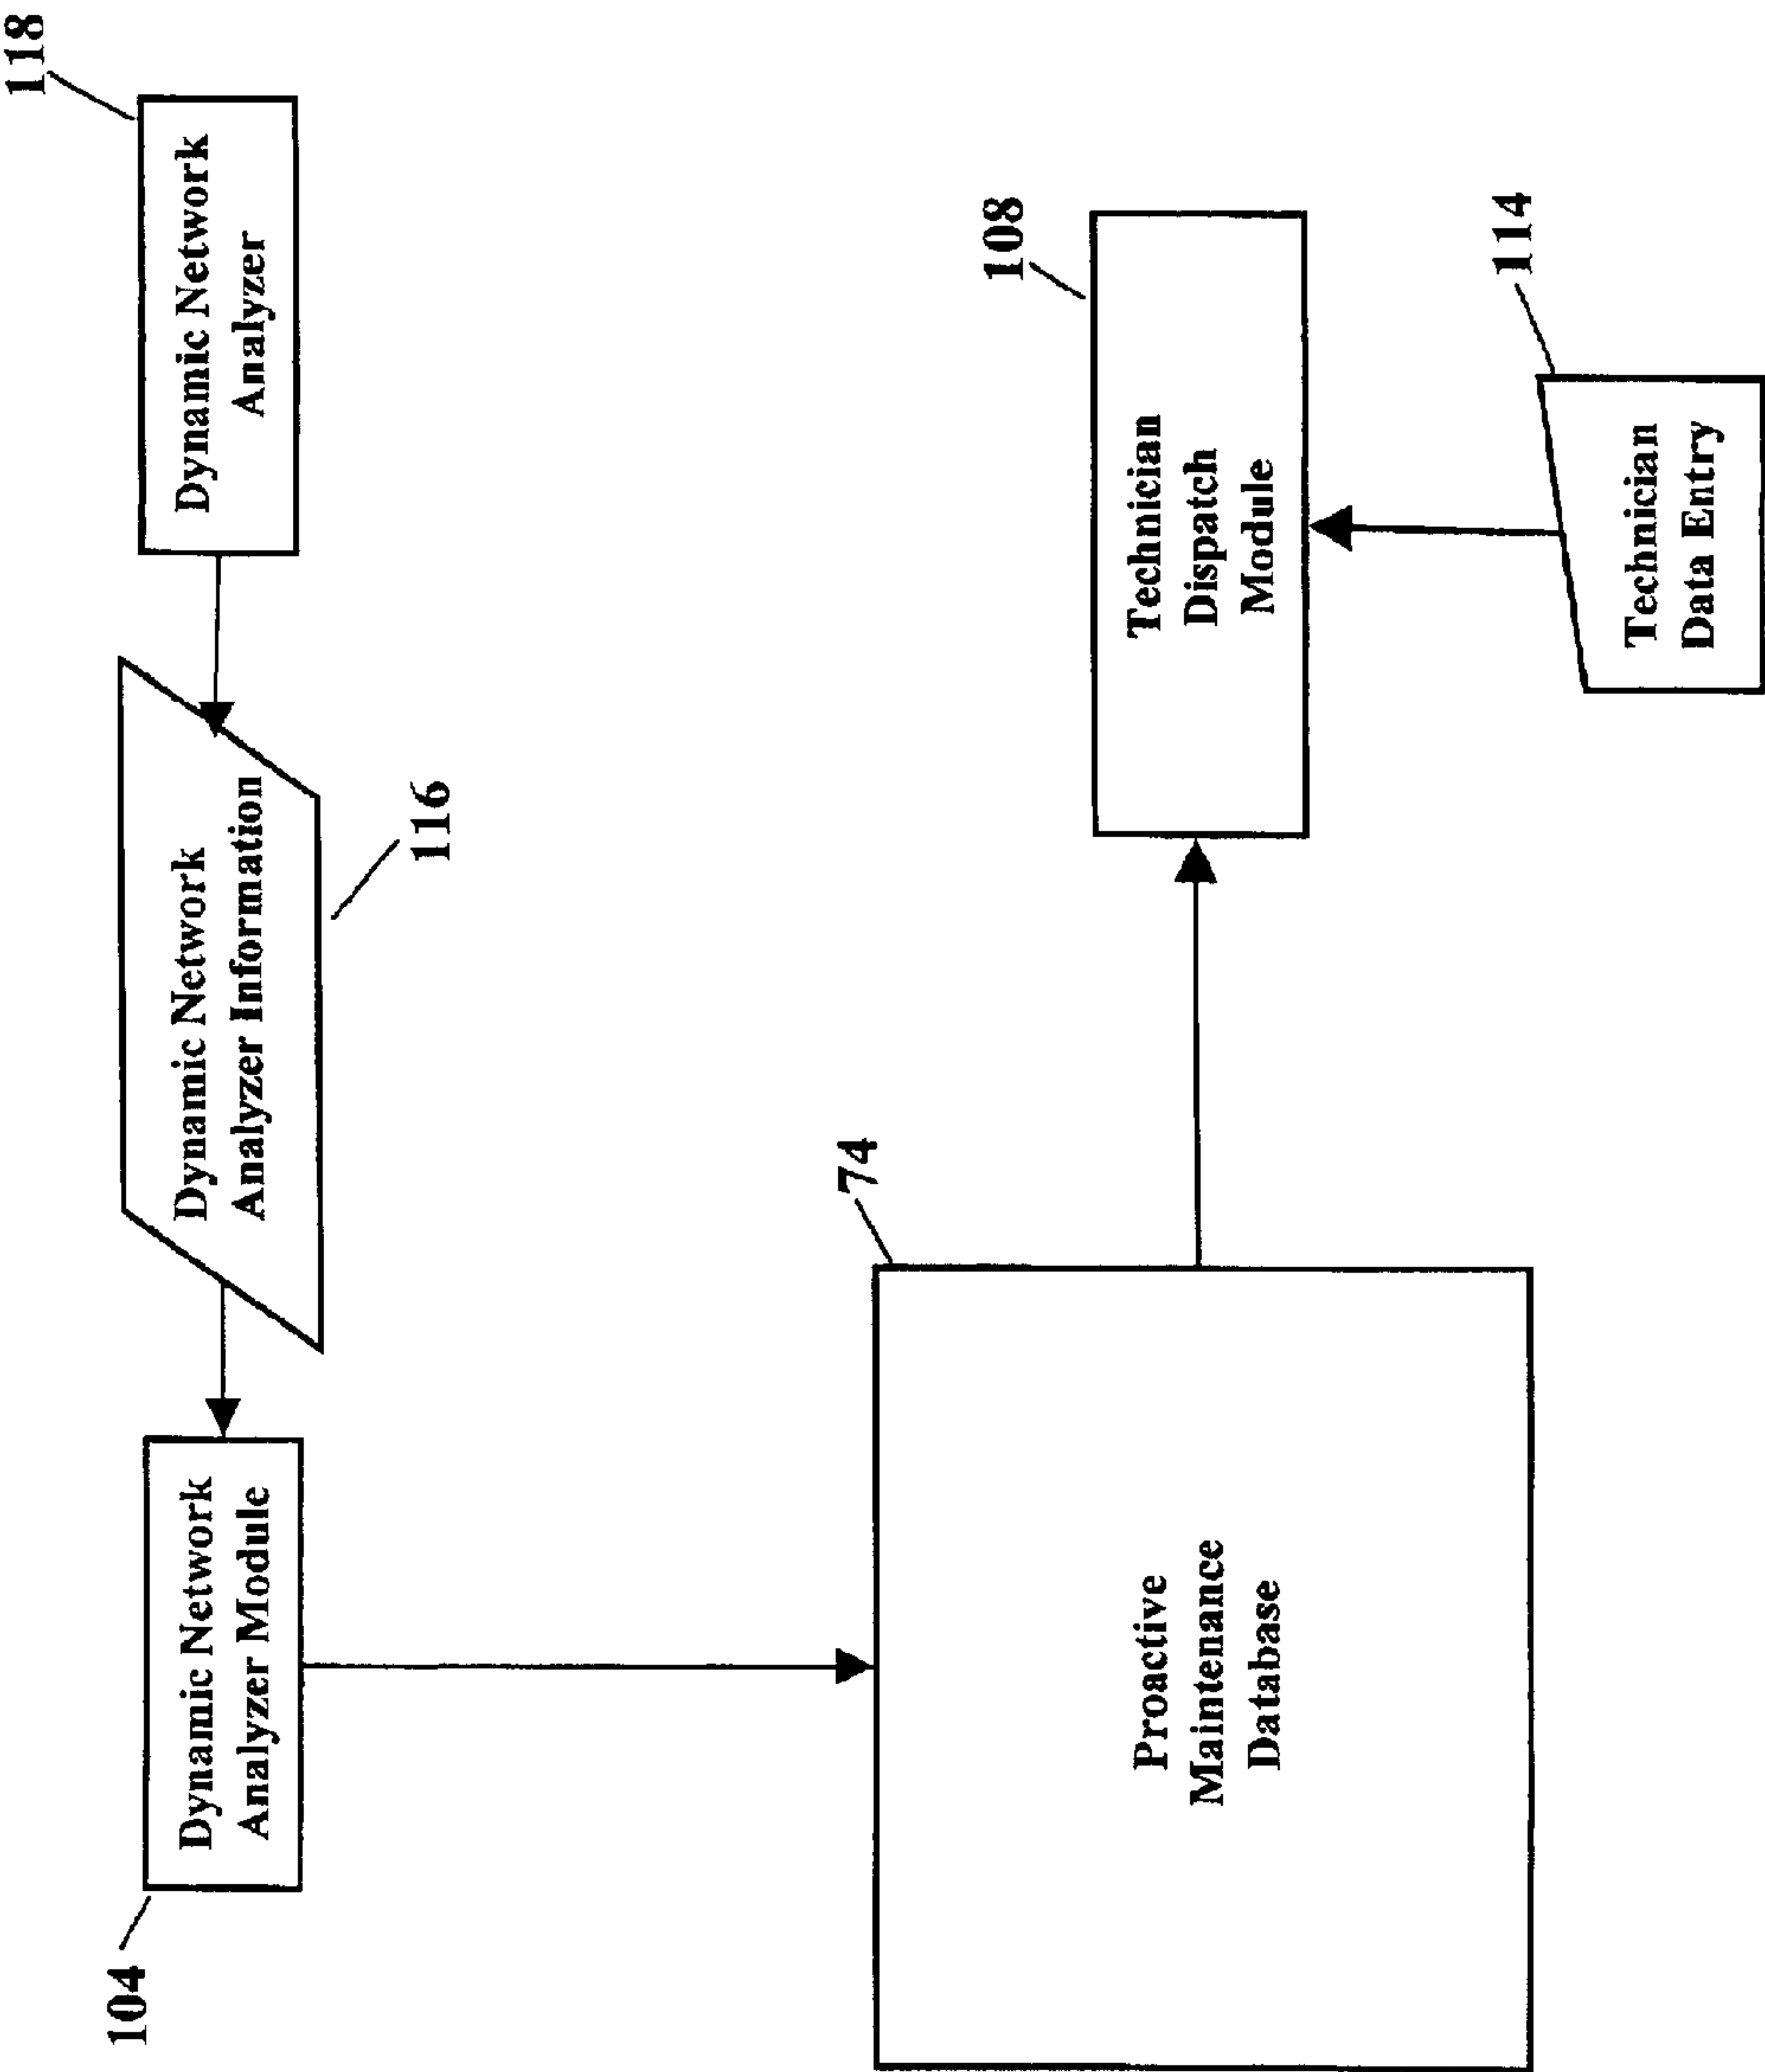 104
Dynamic Network
Analyzer Module
Dynamic Network
Analyzer Information
116
Dynamic Network
Analyzer
118
Proactive
Maintenance
Database
74
Technician
Dispatch
Module
108
Technician
Data Entry
114